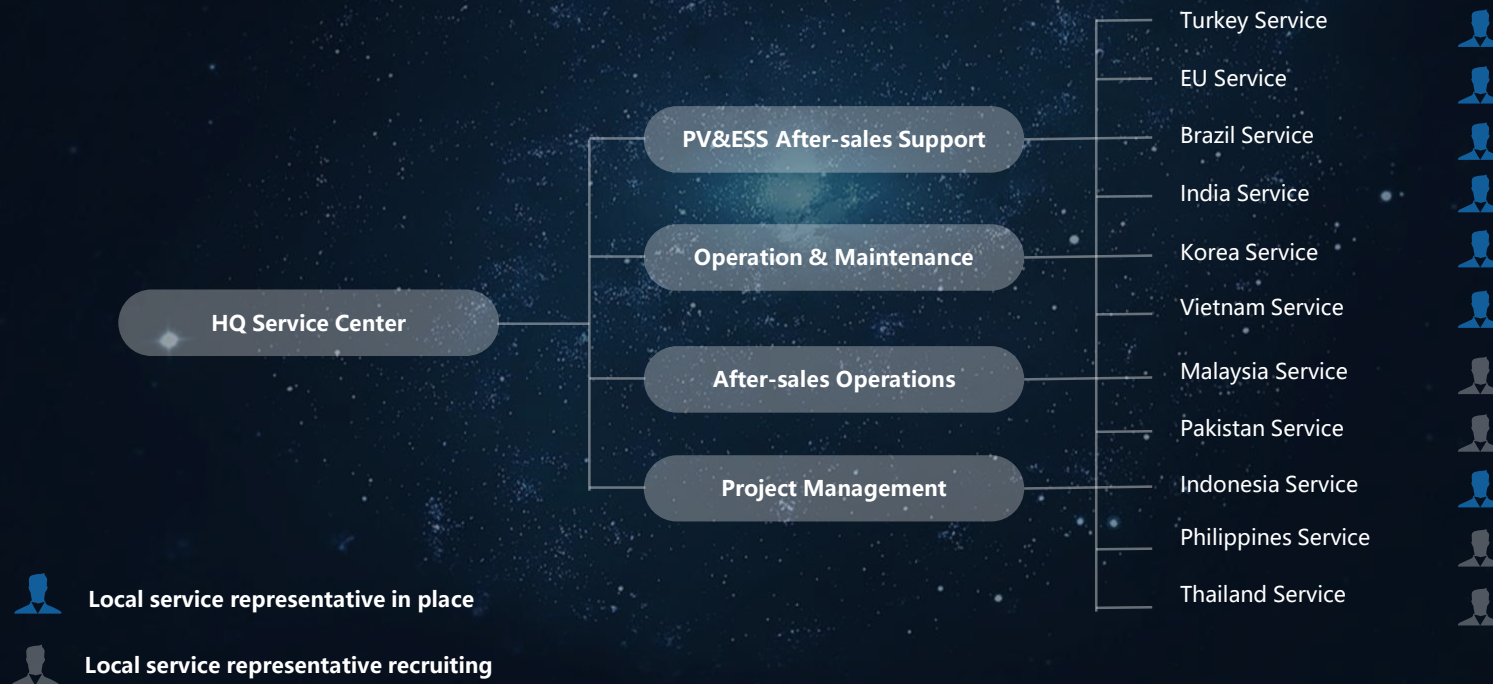 HQ Service Center
PV&ESS After-sales Support
Operation & Maintenance
After-sales Operations
Project Management
Turkey Service
EU Service
Brazil Service
India Service
Korea Service
Vietnam Service
Malaysia Service
Pakistan Service
Indonesia Service
Philippines Service
Thailand Service
Local service representative in place
Local service representative recruiting